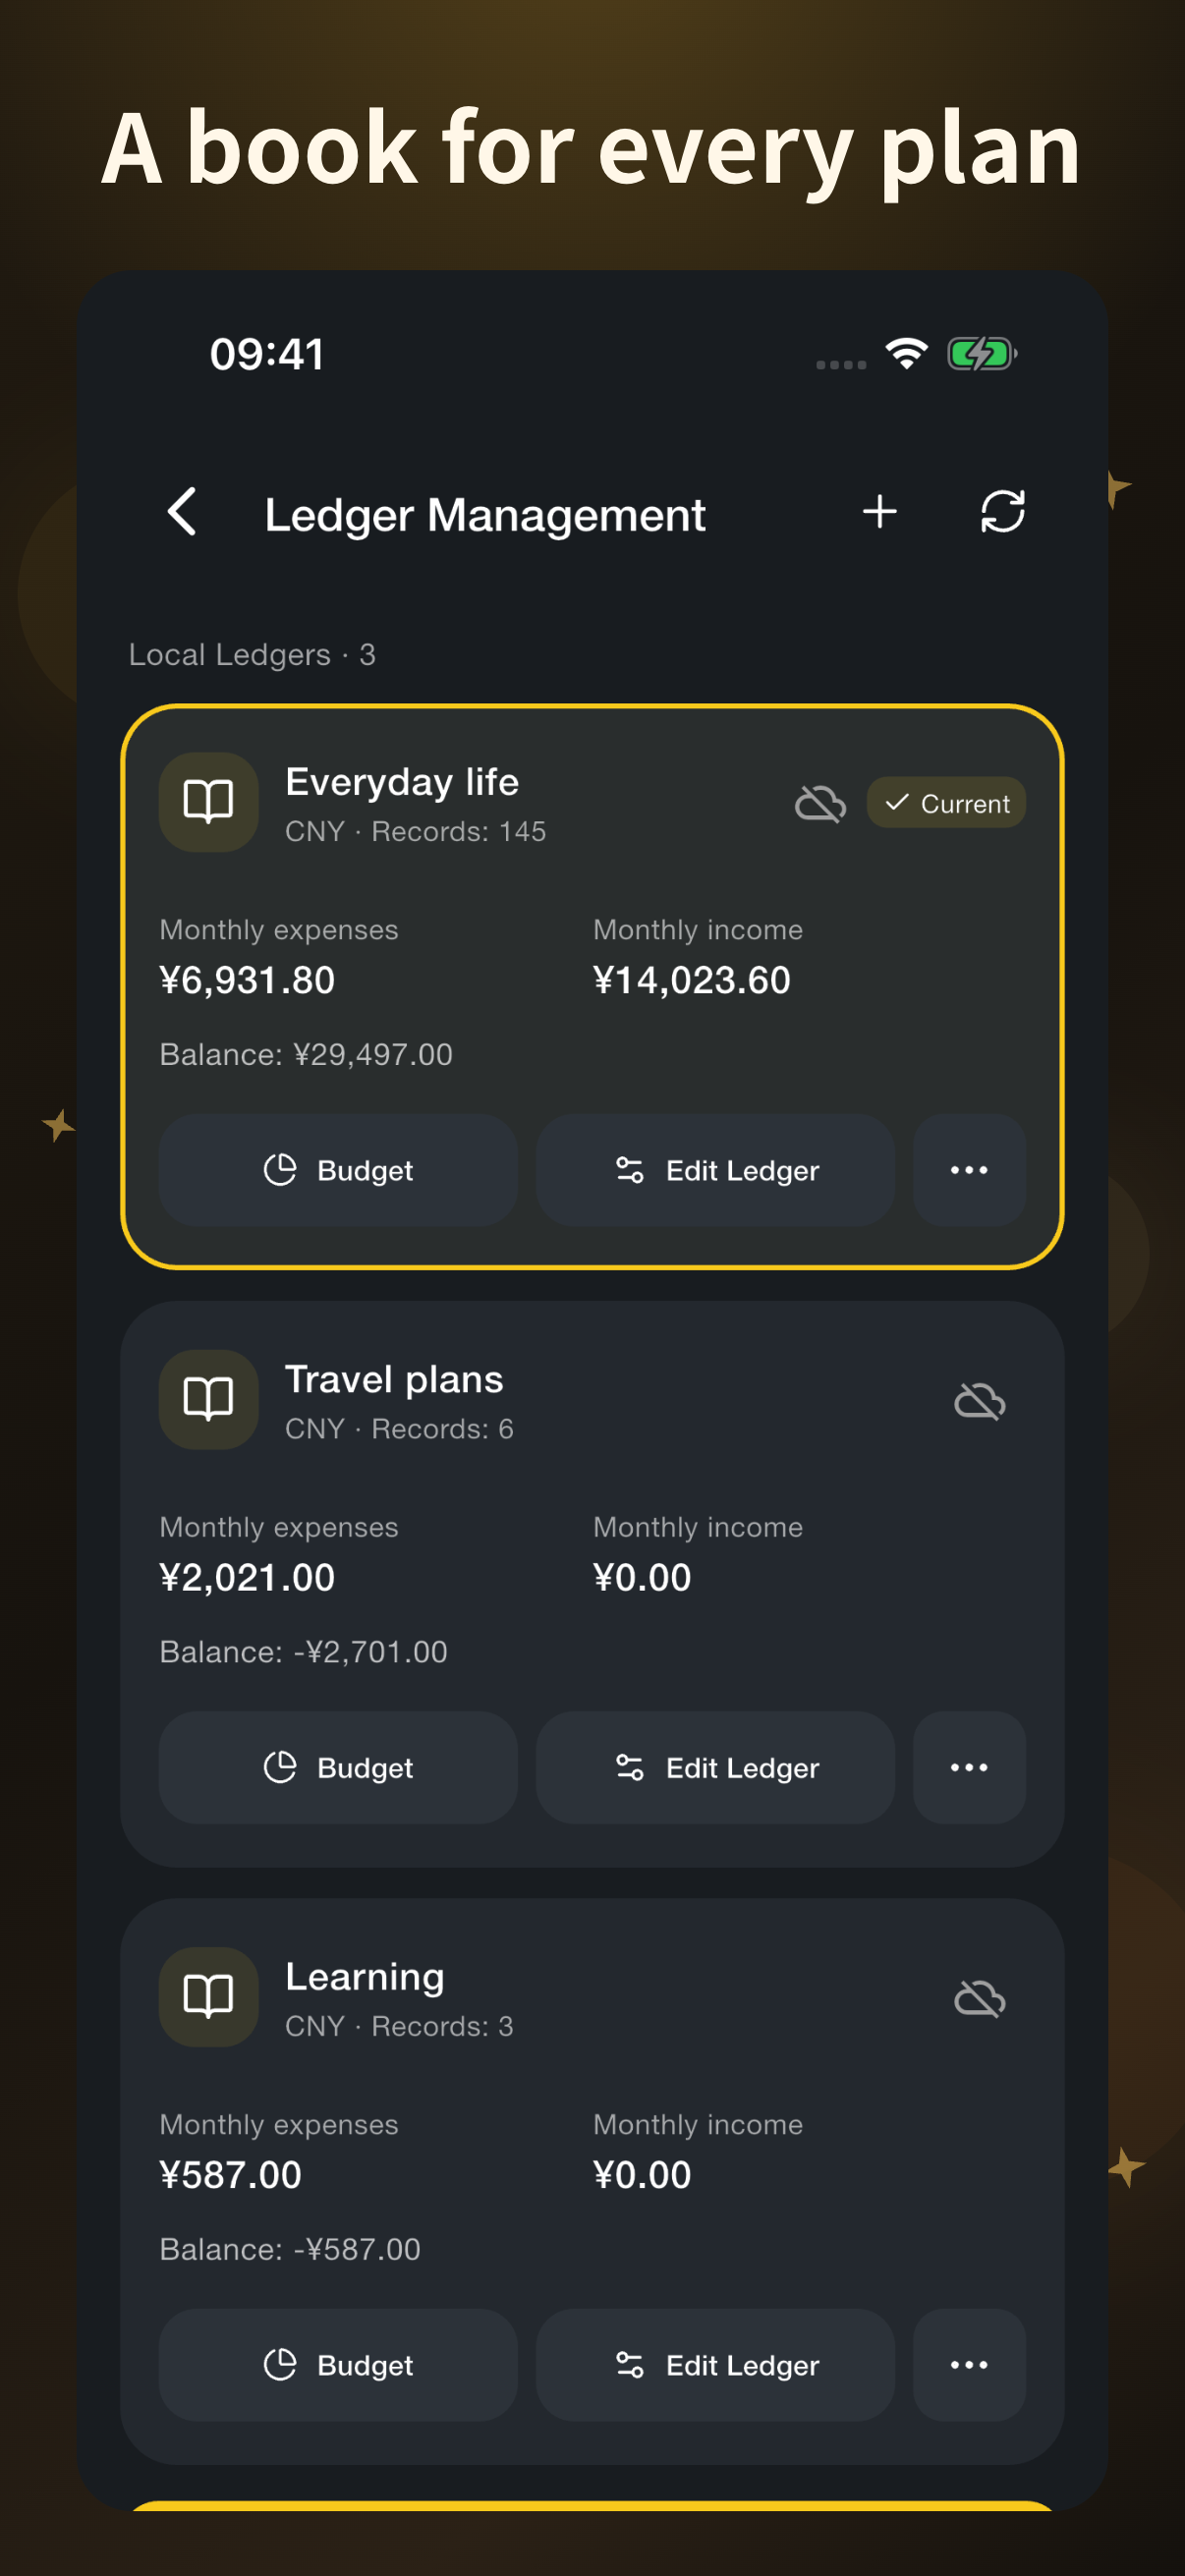 A book for every plan
09:41
Ledger Management
Local Ledgers · 3
Everyday life
CNY · Records: 145
Current
Monthly expenses
Monthly income
¥6,931.80
¥14,023.60
Balance: ¥29,497.00
Budget
Edit Ledger
Travel plans
CNY · Records: 6
Monthly expenses
Monthly income
¥2,021.00
¥0.00
Balance: -¥2,701.00
Budget
Edit Ledger
Learning
CNY · Records: 3
Monthly expenses
Monthly income
¥587.00
¥0.00
Balance: -¥587.00
Budget
Edit Ledger